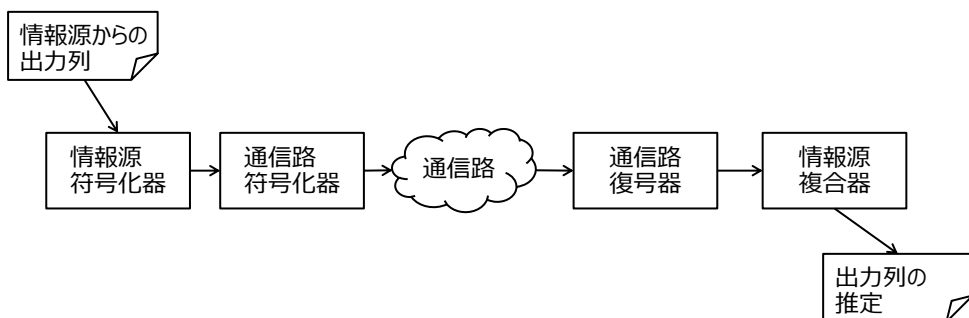 情報源からの
出力列
情報源
符号化器
通信路
符号化器
通信路
通信路
復号器
情報源
複合器
出力列の
推定